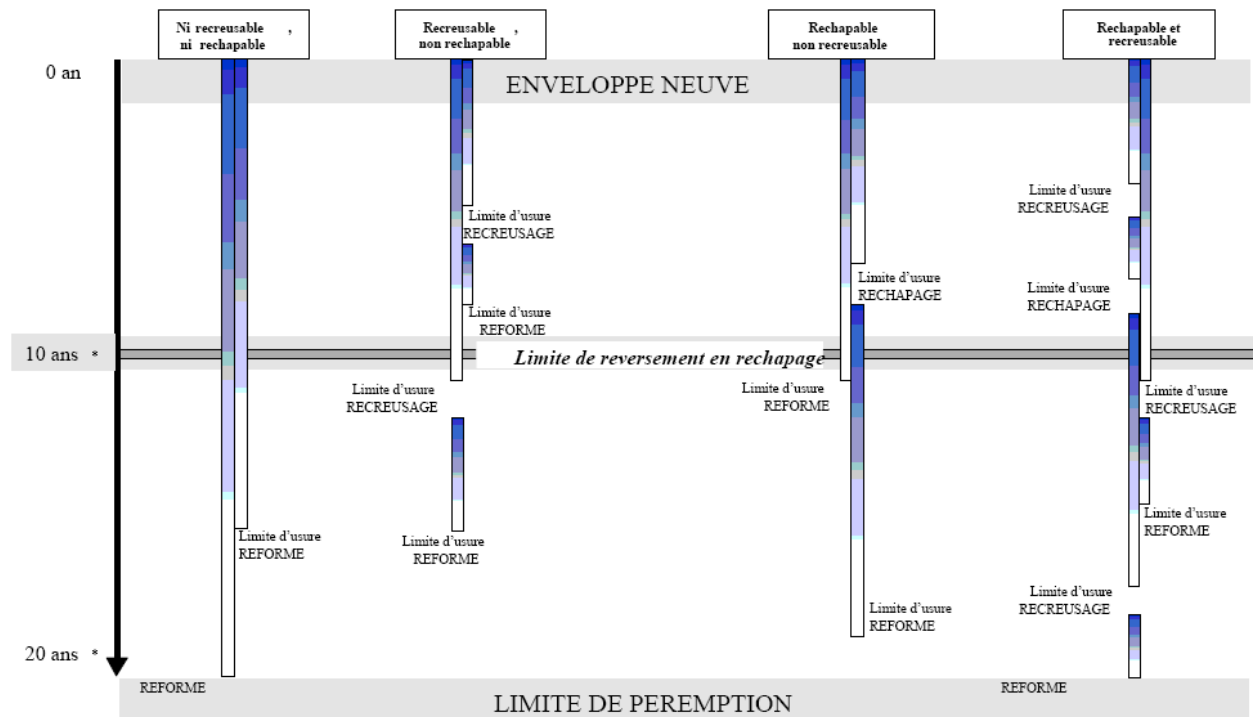 Ni recreusable ,
ni rechapable
Recreusable ,
non rechapable
Rechapable
non recreusable
Rechapable et
recreusable
0 an
ENVELOPPE NEUVE
Limite d'usure
RECREUSAGE
Limite d'usure
REFORME
Limite d'usure
RECHAPAGE
Limite d'usure
RECREUSAGE
Limite d'usure
RECHAPAGE
10 ans *
Limite de reversement en rechapage
Limite d'usure
RECREUSAGE
Limite d'usure
REFORME
Limite d'usure
RECREUSAGE
Limite d'usure
REFORME
Limite d'usure
REFORME
Limite d'usure
REFORME
Limite d'usure
RECREUSAGE
Limite d'usure
REFORME
20 ans *
REFORME
REFORME
LIMITE DE PEREMPTION